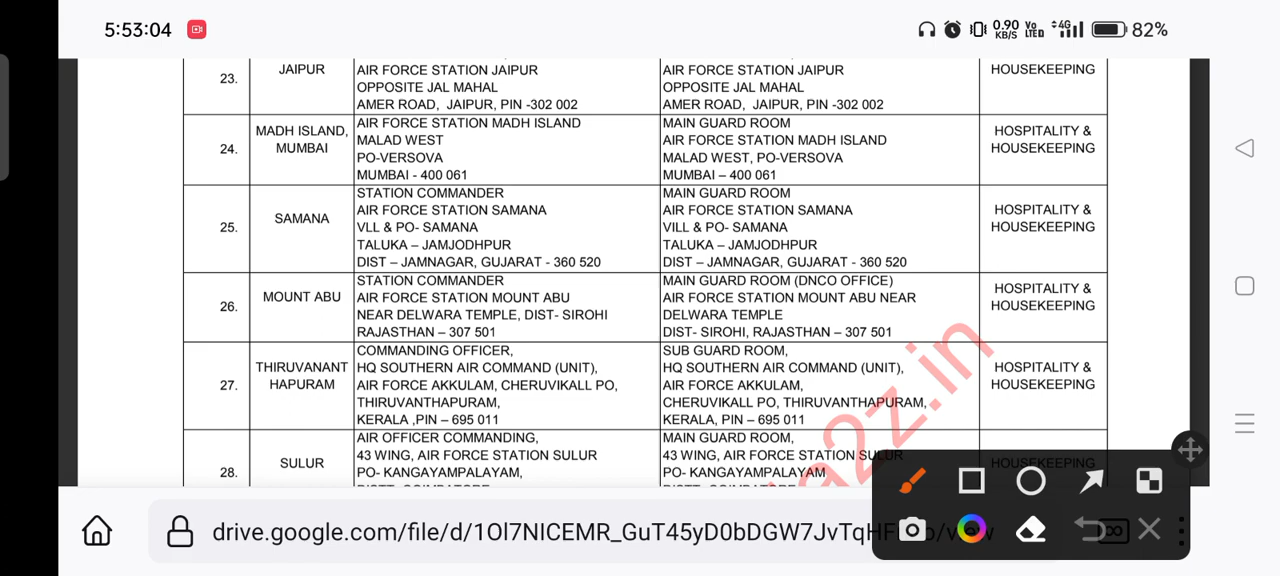 5:53:04
0.90 KB/S Vo LTE 4G 82%
23. JAIPUR AIR FORCE STATION JAIPUR AIR FORCE STATION JAIPUR HOUSEKEEPING
OPPOSITE JAL MAHAL OPPOSITE JAL MAHAL
AMER ROAD, JAIPUR, PIN -302 002 AMER ROAD, JAIPUR, PIN -302 002
24. MADH ISLAND, MUMBAI
AIR FORCE STATION MADH ISLAND
MALAD WEST
PO-VERSOVA
MUMBAI - 400 061
MAIN GUARD ROOM
AIR FORCE STATION MADH ISLAND
MALAD WEST, PO-VERSOVA
MUMBAI – 400 061
HOSPITALITY &
HOUSEKEEPING
25. SAMANA
STATION COMMANDER
AIR FORCE STATION SAMANA
VLL & PO- SAMANA
TALUKA – JAMJODHPUR
DIST – JAMNAGAR, GUJARAT - 360 520
MAIN GUARD ROOM
AIR FORCE STATION SAMANA
VILL & PO- SAMANA
TALUKA – JAMJODHPUR
DIST – JAMNAGAR, GUJARAT - 360 520
HOSPITALITY &
HOUSEKEEPING
26. MOUNT ABU
STATION COMMANDER
AIR FORCE STATION MOUNT ABU
NEAR DELWARA TEMPLE, DIST- SIROHI
RAJASTHAN – 307 501
MAIN GUARD ROOM (DNCO OFFICE)
AIR FORCE STATION MOUNT ABU NEAR
DELWARA TEMPLE
DIST- SIROHI, RAJASTHAN – 307 501
HOSPITALITY &
HOUSEKEEPING
27. THIRUVANANT
HAPURAM
COMMANDING OFFICER,
HQ SOUTHERN AIR COMMAND (UNIT),
AIR FORCE AKKULAM, CHERUVIKALL PO,
THIRUVANTHAPURAM,
KERALA ,PIN – 695 011
SUB GUARD ROOM,
HQ SOUTHERN AIR COMMAND (UNIT),
AIR FORCE AKKULAM,
CHERUVIKALL PO, THIRUVANTHAPURAM,
KERALA, PIN – 695 011
HOSPITALITY &
HOUSEKEEPING
28. SULUR
AIR OFFICER COMMANDING,
43 WING, AIR FORCE STATION SULUR
PO- KANGAYAMPALAYAM,
MAIN GUARD ROOM,
43 WING, AIR FORCE STATION SULUR
PO- KANGAYAMPALAYAM
HOUSEKEEPING
a2z.in
drive.google.com/file/d/1Ol7NICEMR_GuT45yD0bDGW7JvTqHF